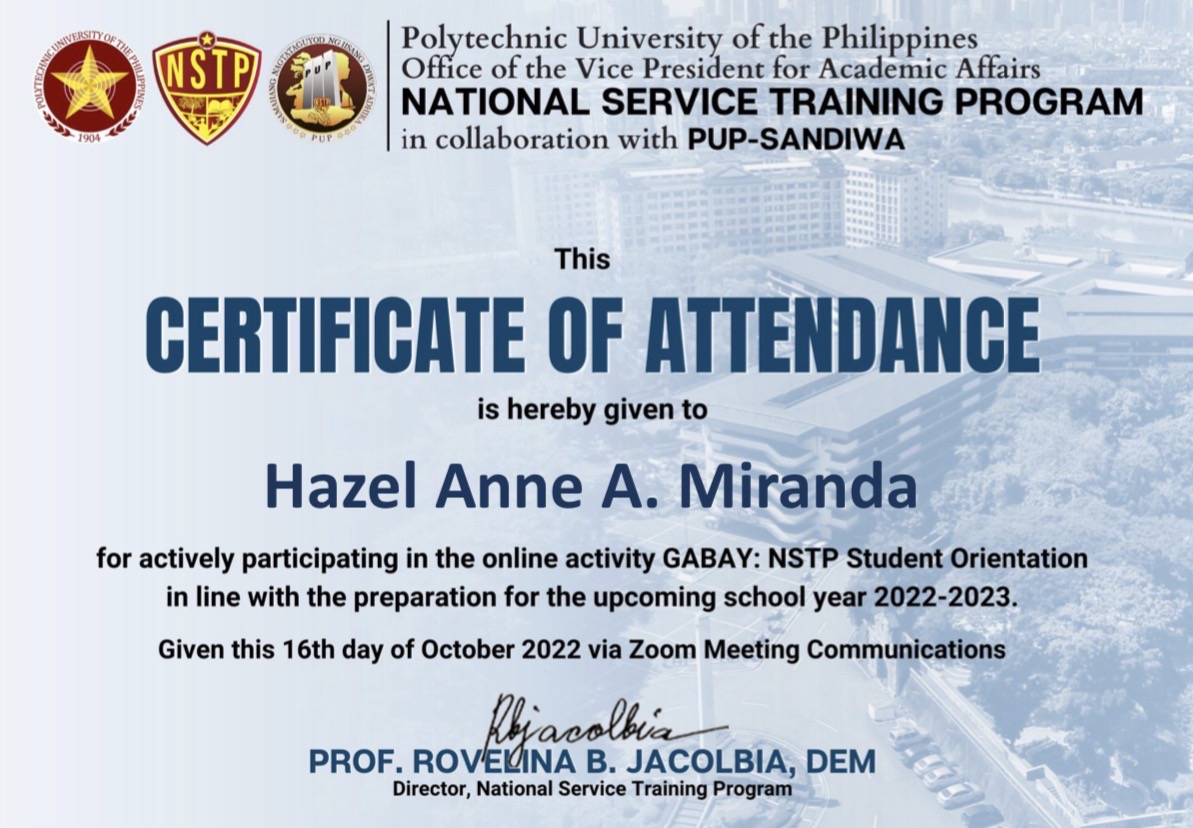 POLYTECHNIC UNIVERSITY OF THE PHILIPPINES
1904
NSTP
SAMAHANG NAGTATAGUYOD NG IISANG DIWA'T ADHIKA
PUP
PUP
Polytechnic University of the Philippines
Office of the Vice President for Academic Affairs
NATIONAL SERVICE TRAINING PROGRAM
in collaboration with PUP-SANDIWA
This
CERTIFICATE OF ATTENDANCE
is hereby given to
Hazel Anne A. Miranda
for actively participating in the online activity GABAY: NSTP Student Orientation
in line with the preparation for the upcoming school year 2022-2023.
Given this 16th day of October 2022 via Zoom Meeting Communications
Rbjacolbia
PROF. ROVELINA B. JACOLBIA, DEM
Director, National Service Training Program